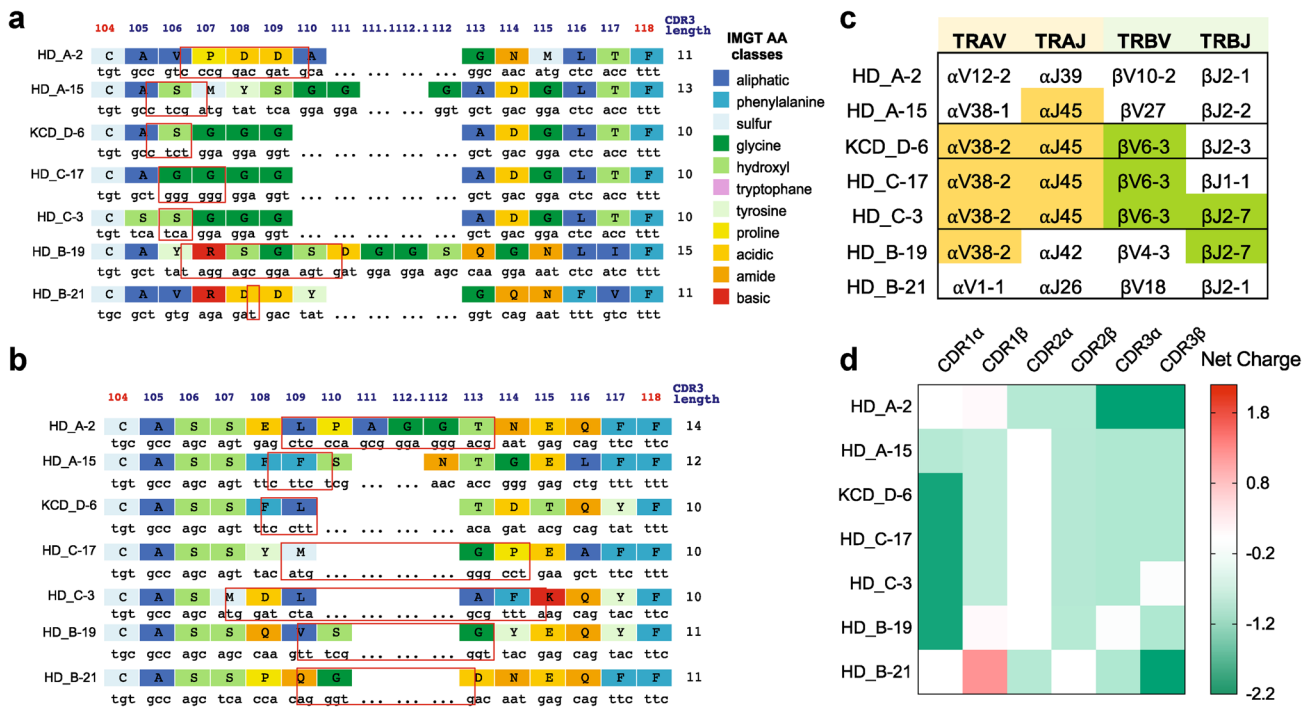 a
104 105 106 107 108 109 110 111 111.1 112.1 112 113 114 115 116 117 118 CDR3 length
HD_A-2 C A V P D D A G N M L T F 11
tgt gcc gtc ccg gac gat gca ... ... ... ... ggc aac atg ctc acc ttt
HD_A-15 C A S M Y S G G G A D G L T F 13
tgt gcc tcg atg tat tca gga gga ... ... ggt gct gac gga ctc acc ttt
KCD_D-6 C A S G G G A D G L T F 10
tgt gcc tct gga gga ggt ... ... ... ... ... gct gac gga ctc acc ttt
HD_C-17 C A G G G G A D G L T F 10
tgt gct ggg ggg gga ggt ... ... ... ... ... gct gac gga ctc acc ttt
HD_C-3 C S S G G G A D G L T F 10
tgt tca tca gga gga ggt ... ... ... ... ... gct gac gga ctc acc ttt
HD_B-19 C A Y R S G S D G G S Q G N L I F 15
tgt gct tat agg agc gga agt gat gga gga agc caa gga aat ctc atc ttt
HD_B-21 C A V R D D Y G Q N F V F 11
tgt gct gtg aga gat gac tat ... ... ... ... ggt cag aat ttt gtc ttt
IMGT AA
classes
aliphatic
phenylalanine
sulfur
glycine
hydroxyl
tryptophane
tyrosine
proline
acidic
amide
basic
b
104 105 106 107 108 109 110 111 112.1 112 113 114 115 116 117 118 CDR3 length
HD_A-2 C A S S E L P A G G T N E Q F F 14
tgc gcc agc agt gag ctc cca gcg gga ggg acg aat gag cag ttc ttc
HD_A-15 C A S S F F S N T G E L F F 12
tgt gcc agc agt ttc ttc tcg ... ... aac acc ggg gag ctg ttt ttt
KCD_D-6 C A S S F L T D T Q Y F 10
tgt gcc agc agt ttc ctt ... ... ... ... aca gat acg cag tat ttt
HD_C-17 C A S S Y M G P E A F F 10
tgt gcc agc agt tac atg ... ... ... ... ggg cct gaa gct ttc ttt
HD_C-3 C A S M D L A F K Q Y F 10
tgt gcc agc atg gat cta ... ... ... ... gcg ttt aag cag tac ttc
HD_B-19 C A S S Q V S G Y E Q Y F 11
tgc gcc agc agc caa gtt tcg ... ... ... ggt tac gag cag tac ttc
HD_B-21 C A S S P Q G D N E Q F F 11
tgt gcc agc tca cca cag ggt ... ... ... gac aat gag cag ttc ttc
c
TRAV TRAJ TRBV TRBJ
HD_A-2 αV12-2 αJ39 βV10-2 βJ2-1
HD_A-15 αV38-1 αJ45 βV27 βJ2-2
KCD_D-6 αV38-2 αJ45 βV6-3 βJ2-3
HD_C-17 αV38-2 αJ45 βV6-3 βJ1-1
HD_C-3 αV38-2 αJ45 βV6-3 βJ2-7
HD_B-19 αV38-2 αJ42 βV4-3 βJ2-7
HD_B-21 αV1-1 αJ26 βV18 βJ2-1
d
CDR1α CDR1β CDR2α CDR2β CDR3α CDR3β
Net Charge
HD_A-2
HD_A-15
KCD_D-6
HD_C-17
HD_C-3
HD_B-19
HD_B-21
1.8
0.8
-0.2
-1.2
-2.2